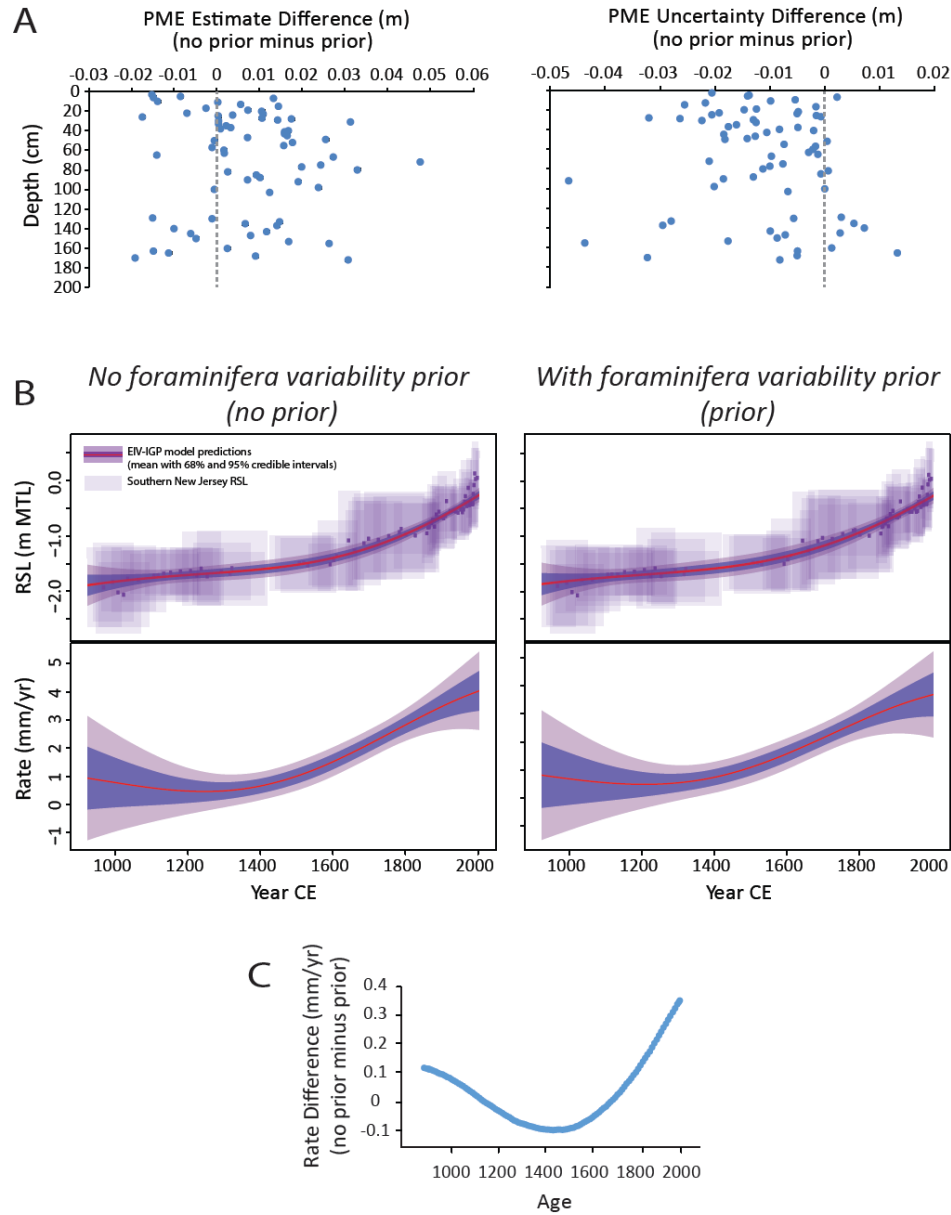 A
PME Estimate Difference (m)
(no prior minus prior)
-0.03 -0.02 -0.01 0 0.01 0.02 0.03 0.04 0.05 0.06
Depth (cm)
0
20
40
60
80
100
120
140
160
180
200
PME Uncertainty Difference (m)
(no prior minus prior)
-0.05 -0.04 -0.03 -0.02 -0.01 0 0.01 0.02
B
No foraminifera variability prior
(no prior)
With foraminifera variability prior
(prior)
EIV-IGP model predictions
(mean with 68% and 95% credible intervals)
Southern New Jersey RSL
RSL (m MTL)
0.0
-1.0
-2.0
Rate (mm/yr)
5
4
3
2
1
0
-1
1000 1200 1400 1600 1800 2000
Year CE
1000 1200 1400 1600 1800 2000
Year CE
C
Rate Difference (mm/yr)
(no prior minus prior)
0.4
0.3
0.2
0.1
0
-0.1
1000 1200 1400 1600 1800 2000
Age